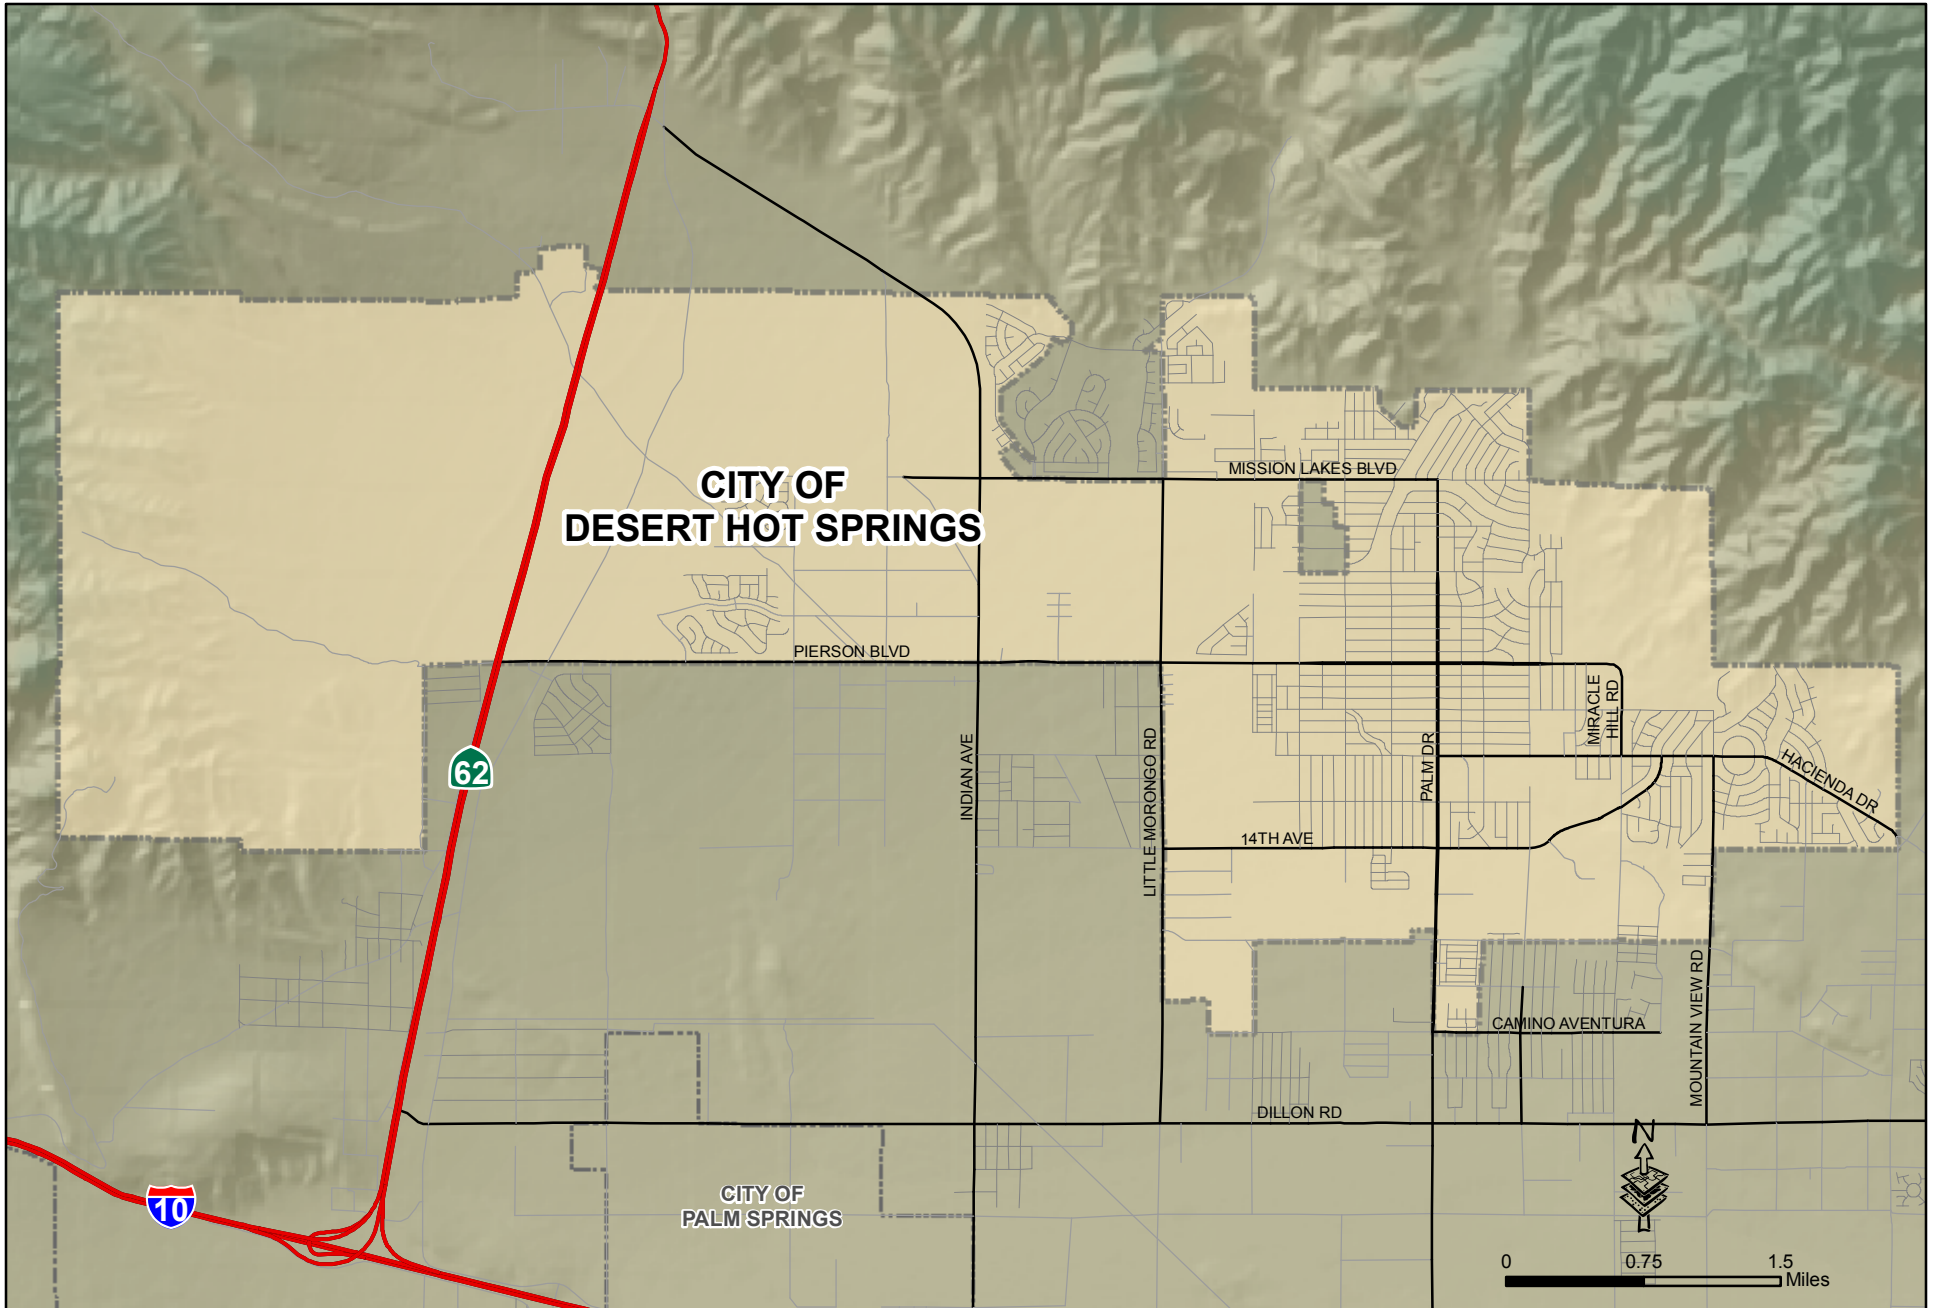 MISSION LAKES BLVD
CITY OF
DESERT HOT SPRINGS
PIERSON BLVD
MIRACLE
HILL RD
62
INDIAN AVE
LITTLE MORONGO RD
PALM DR
HACIENDA DR
14TH AVE
MOUNTAIN VIEW RD
CAMINO AVENTURA
DILLON RD
N
10
CITY OF
PALM SPRINGS
0 0.75 1.5
Miles